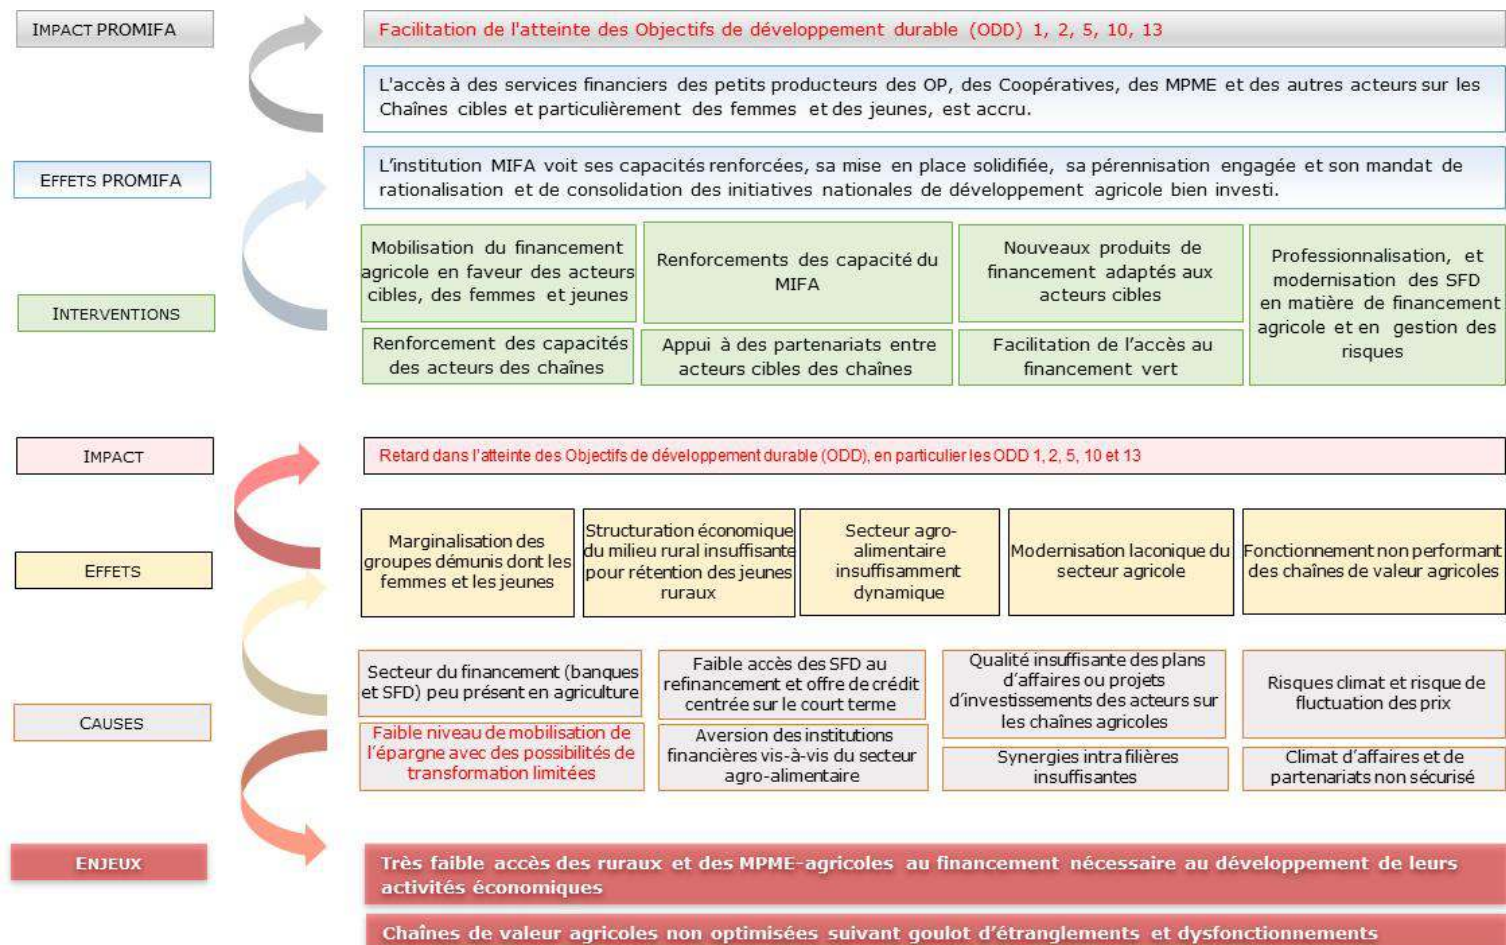 IMPACT PROMIFA
Facilitation de l'atteinte des Objectifs de développement durable (ODD) 1, 2, 5, 10, 13
L'accès à des services financiers des petits producteurs des OP, des Coopératives, des MPME et des autres acteurs sur les
Chaînes cibles et particulièrement des femmes et des jeunes, est accru.
EFFETS PROMIFA
L'institution MIFA voit ses capacités renforcées, sa mise en place solidifiée, sa pérennisation engagée et son mandat de
rationalisation et de consolidation des initiatives nationales de développement agricole bien investi.
INTERVENTIONS
Mobilisation du financement
agricole en faveur des acteurs
cibles, des femmes et jeunes
Renforcements des capacité du
MIFA
Nouveaux produits de
financement adaptés aux
acteurs cibles
Professionnalisation, et
modernisation des SFD
en matière de financement
agricole et en gestion des
risques
Renforcement des capacités
des acteurs des chaînes
Appui à des partenariats entre
acteurs cibles des chaînes
Facilitation de l'accès au
financement vert
IMPACT
Retard dans l'atteinte des Objectifs de développement durable (ODD), en particulier les ODD 1, 2, 5, 10 et 13
EFFETS
Marginalisation des
groupes démunis dont les
femmes et les jeunes
Structuration économique
du milieu rural insuffisante
pour rétention des jeunes
ruraux
Secteur agro-
alimentaire
insuffisamment
dynamique
Modernisation laconique du
secteur agricole
Fonctionnement non performant
des chaînes de valeur agricoles
CAUSES
Secteur du financement (banques
et SFD) peu présent en agriculture
Faible accès des SFD au
refinancement et offre de crédit
centrée sur le court terme
Qualité insuffisante des plans
d'affaires ou projets
d'investissements des acteurs sur
les chaînes agricoles
Risques climat et risque de
fluctuation des prix
Faible niveau de mobilisation de
l'épargne avec des possibilités de
transformation limitées
Aversion des institutions
financières vis-à-vis du secteur
agro-alimentaire
Synergies intra filières
insuffisantes
Climat d'affaires et de
partenariats non sécurisé
ENJEUX
Très faible accès des ruraux et des MPME-agricoles au financement nécessaire au développement de leurs
activités économiques
Chaînes de valeur agricoles non optimisées suivant goulot d'étranglements et dysfonctionnements